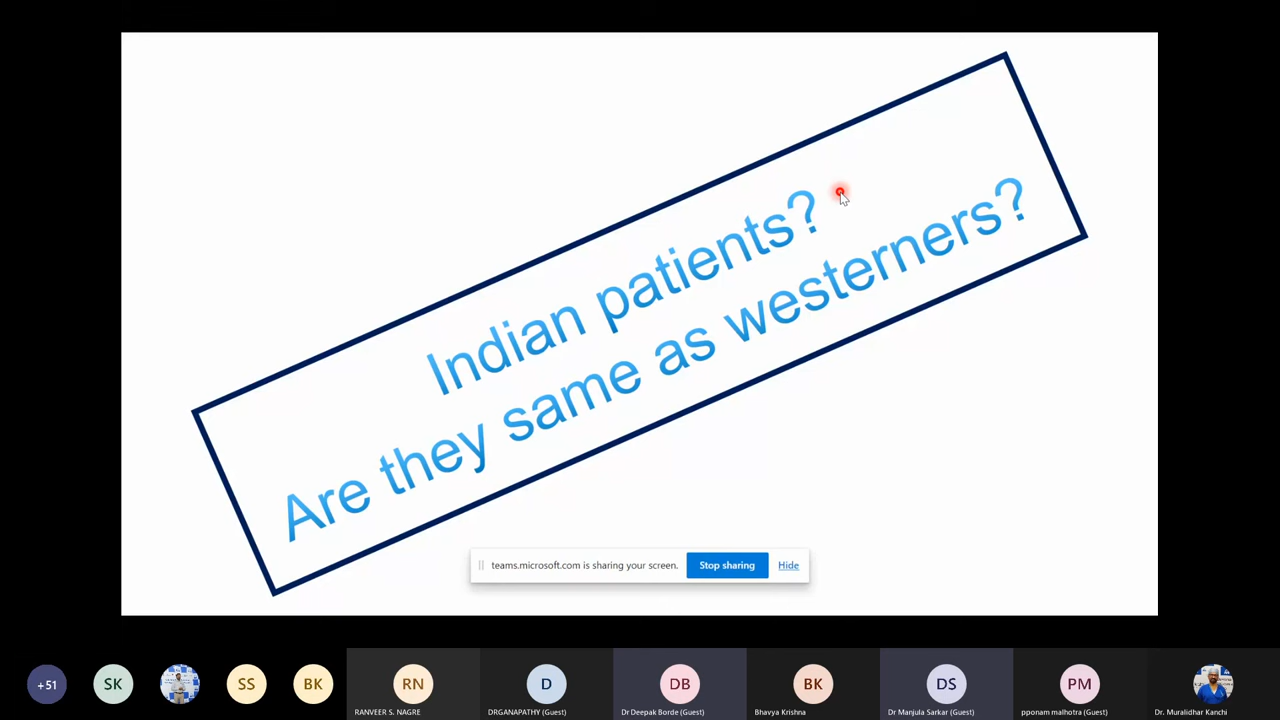 Indian patients?
Are they same as westerners?
teams.microsoft.com is sharing your screen.
Stop sharing
Hide
+51
SK
SS
BK
RN
D
DB
BK
DS
PM
RANVEER S. NAGRE
DRGANAPATHY (Guest)
Dr Deepak Borde (Guest)
Bhavya Krishna
Dr Manjula Sarkar (Guest)
pponam malhotra (Guest)
Dr. Muralidhar Kanchi